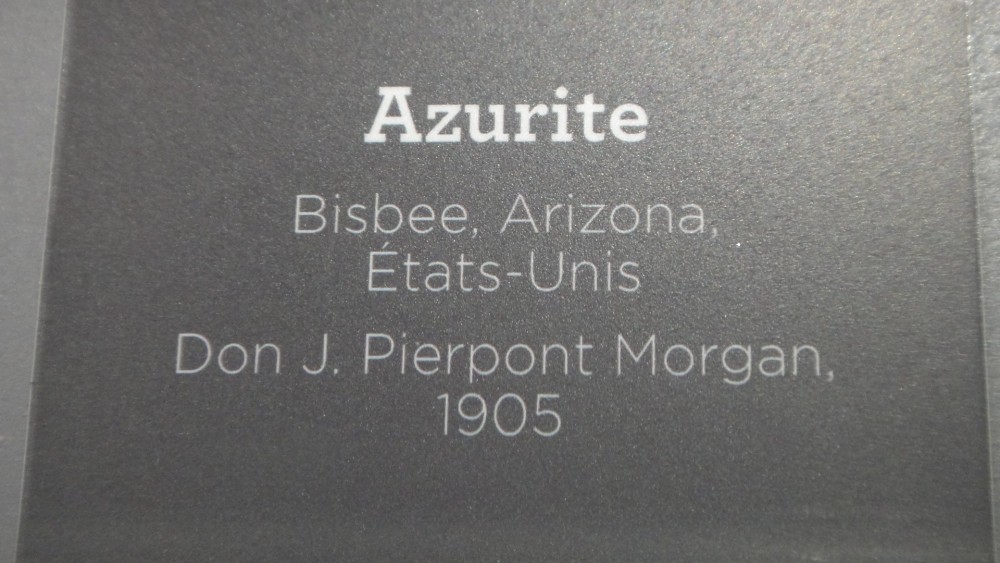 Azurite
Bisbee, Arizona,
États-Unis
Don J. Pierpont Morgan,
1905